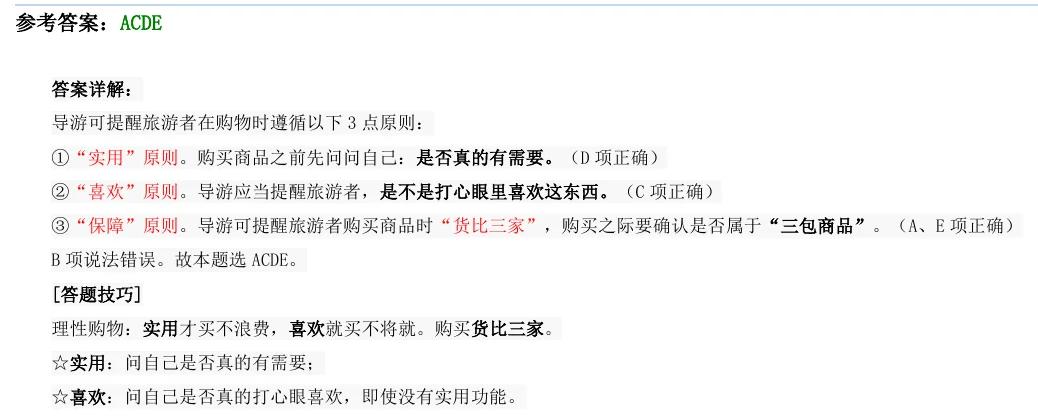 参考答案：ACDE
答案详解：
导游可提醒旅游者在购物时遵循以下 3 点原则：
①“实用”原则。购买商品之前先问问自己：是否真的有需要。（D 项正确）
②“喜欢”原则。导游应当提醒旅游者，是不是打心眼里喜欢这东西。（C 项正确）
③“保障”原则。导游可提醒旅游者购买商品时“货比三家”，购买之际要确认是否属于“三包商品”。（A、E 项正确）
B 项说法错误。故本题选 ACDE。
[答题技巧]
理性购物：实用才买不浪费，喜欢就买不将就。购买货比三家。
☆实用：问自己是否真的有需要；
☆喜欢：问自己是否真的打心眼喜欢，即使没有实用功能。